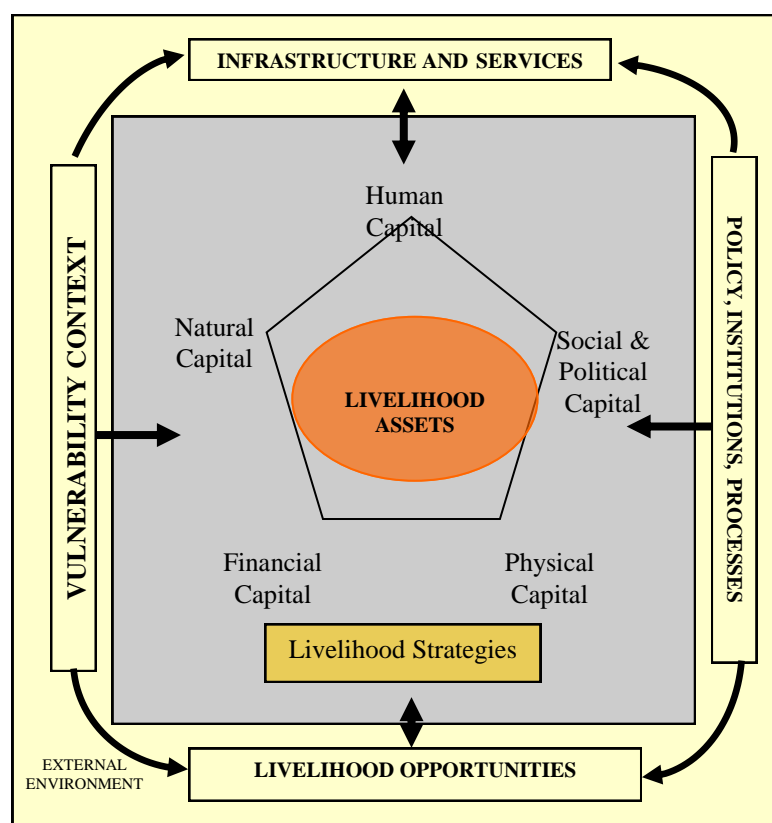 INFRASTRUCTURE AND SERVICES
VULNERABILITY CONTEXT
Human
Capital
Natural
Capital
Social &
Political
Capital
LIVELIHOOD
ASSETS
POLICY, INSTITUTIONS, PROCESSES
Financial
Capital
Physical
Capital
Livelihood Strategies
EXTERNAL
ENVIRONMENT
LIVELIHOOD OPPORTUNITIES